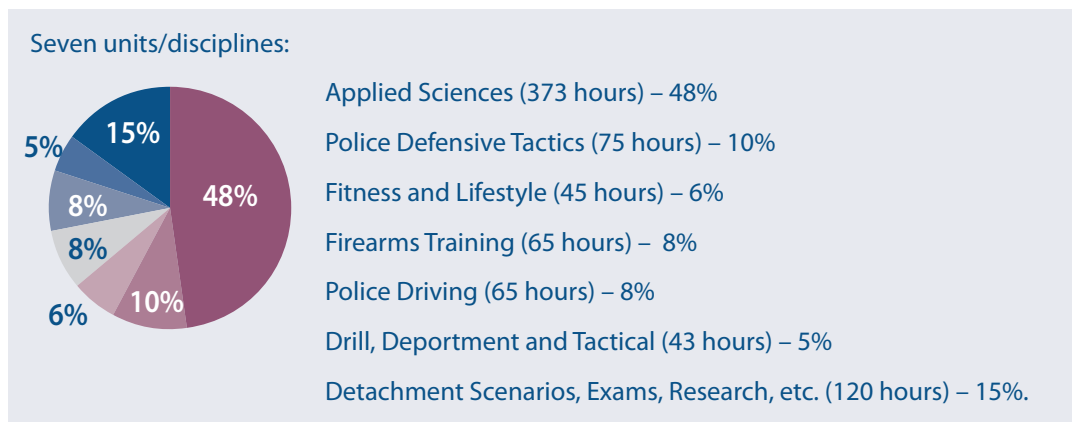 Seven units/disciplines:
15%
5%
48%
8%
8%
10%
6%
Applied Sciences (373 hours) – 48%
Police Defensive Tactics (75 hours) – 10%
Fitness and Lifestyle (45 hours) – 6%
Firearms Training (65 hours) –  8%
Police Driving (65 hours) – 8%
Drill, Deportment and Tactical (43 hours) – 5%
Detachment Scenarios, Exams, Research, etc. (120 hours) – 15%.